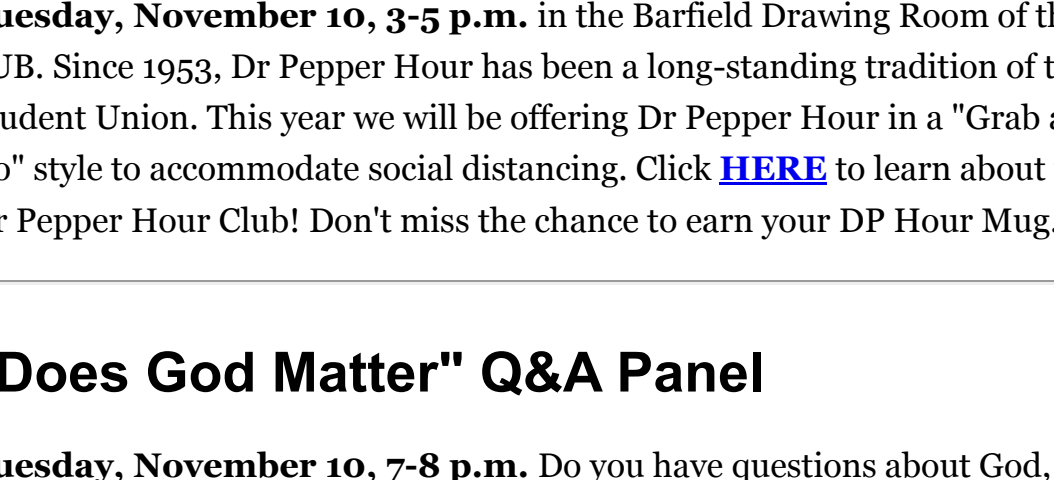 uesday, November 10, 3-5 p.m. in the Barfield Drawing Room of th
UB. Since 1953, Dr Pepper Hour has been a long-standing tradition of t
udent Union. This year we will be offering Dr Pepper Hour in a "Grab a
o" style to accommodate social distancing. Click HERE to learn about
r Pepper Hour Club! Don't miss the chance to earn your DP Hour Mug.
Does God Matter" Q&A Panel
uesday, November 10, 7-8 p.m. Do you have questions about God,